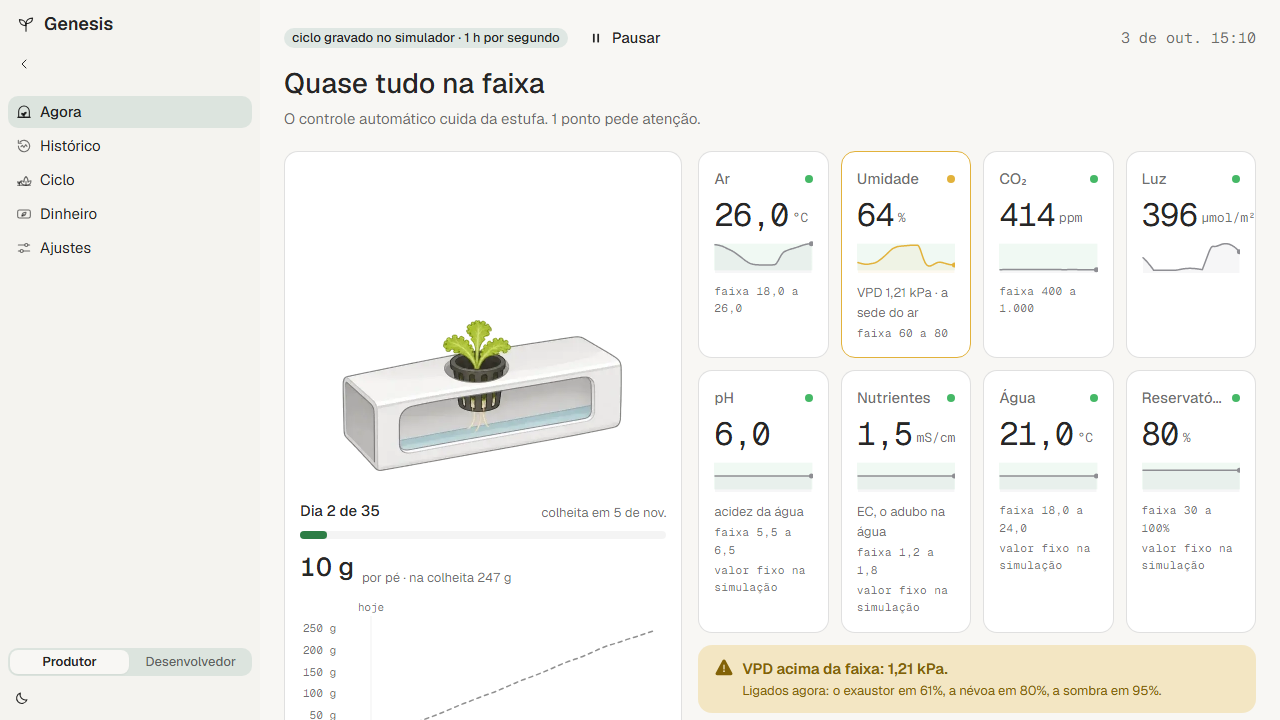 Genesis
Agora
Histórico
Ciclo
Dinheiro
Ajustes
Produtor
Desenvolvedor
ciclo gravado no simulador · 1 h por segundo
Pausar
3 de out. 15:10
Quase tudo na faixa
O controle automático cuida da estufa. 1 ponto pede atenção.
Dia 2 de 35
colheita em 5 de nov.
10 g por pé · na colheita 247 g
hoje
250 g
200 g
150 g
100 g
50 g
Ar
26,0 °C
faixa 18,0 a
26,0
Umidade
64 %
VPD 1,21 kPa · a
sede do ar
faixa 60 a 80
CO₂
414 ppm
faixa 400 a
1.000
Luz
396 µmol/m²
pH
6,0
acidez da água
faixa 5,5 a
6,5
valor fixo na
simulação
Nutrientes
1,5 mS/cm
EC, o adubo na
água
faixa 1,2 a
1,8
valor fixo na
simulação
Água
21,0 °C
faixa 18,0 a
24,0
valor fixo na
simulação
Reservató...
80 %
faixa 30 a
100%
valor fixo na
simulação
VPD acima da faixa: 1,21 kPa.
Ligados agora: o exaustor em 61%, a névoa em 80%, a sombra em 95%.